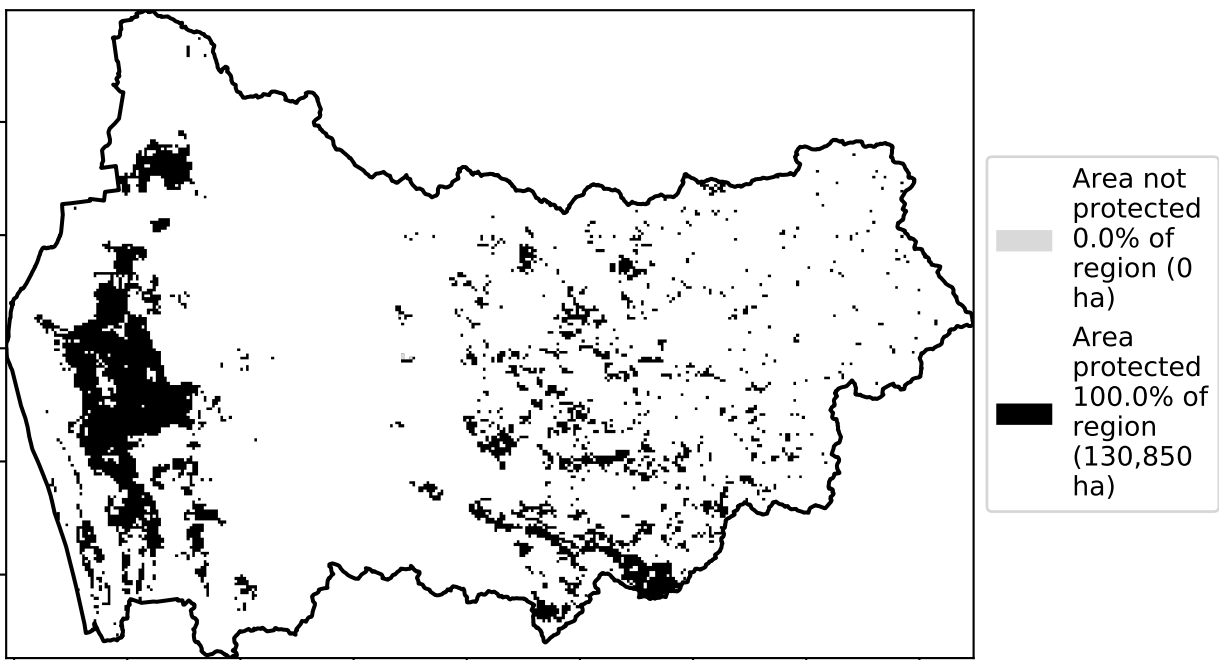 Area not
protected
0.0% of
region (0
ha)
Area
protected
100.0% of
region
(130,850
ha)